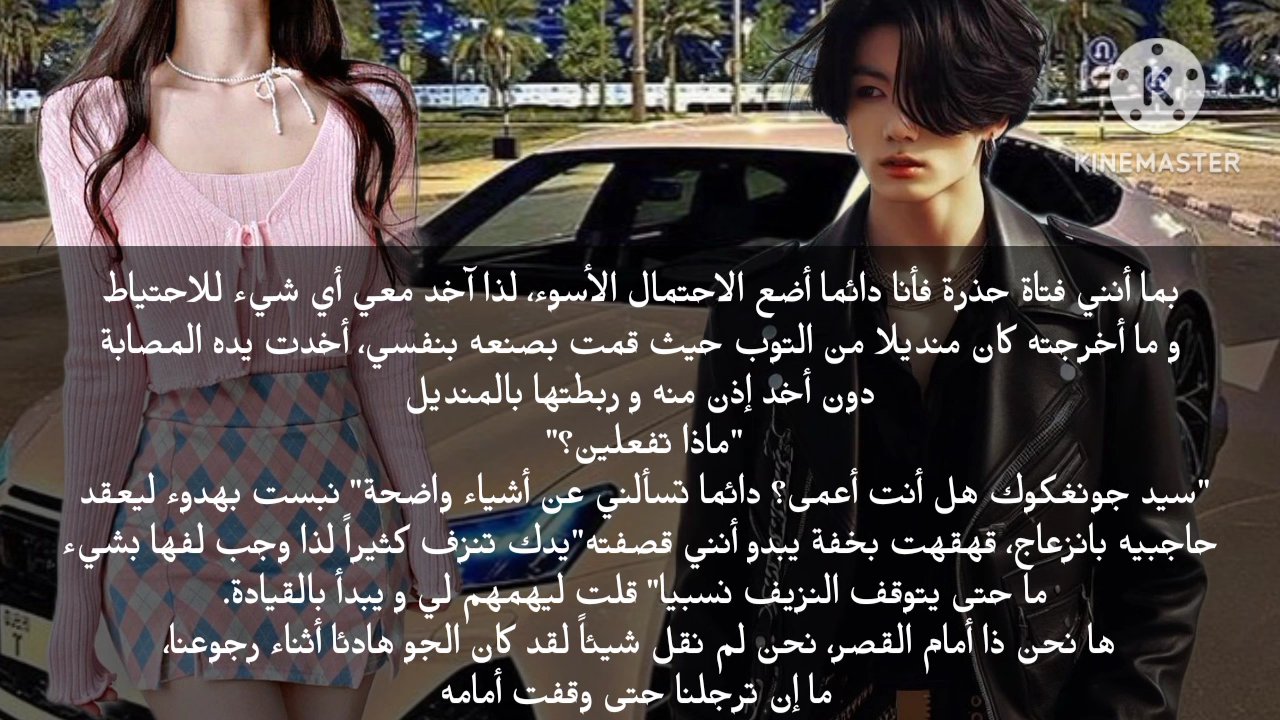 KINEMASTER
بما أنني فتاة حذرة فأنا دائما أضع الاحتمال الأسوء، لذا آخد معي أي شيء للاحتياط
و ما أخرجته كان منديلا من التوب حيث قمت بصنعه بنفسي، أخدت يده المصابة
دون أخد إذن منه و ربطتها بالمنديل
"ماذا تفعلين؟"
"سيد جونغكوك هل أنت أعمى؟ دائما تسألني عن أشياء واضحة" نبست بهدوء ليعقد
حاجبيه بانزعاج، قهقهت بخفة يبدو أنني قصفته"يدك تنزف كثيراً لذا وجب لفها بشيء
ما حتى يتوقف النزيف نسبيا" قلت ليهمهم لي و يبدأ بالقيادة.
ها نحن ذا أمام القصر، نحن لم نقل شيئاً لقد كان الجو هادئا أثناء رجوعنا،
ما إن ترجلنا حتى وقفت أمامه